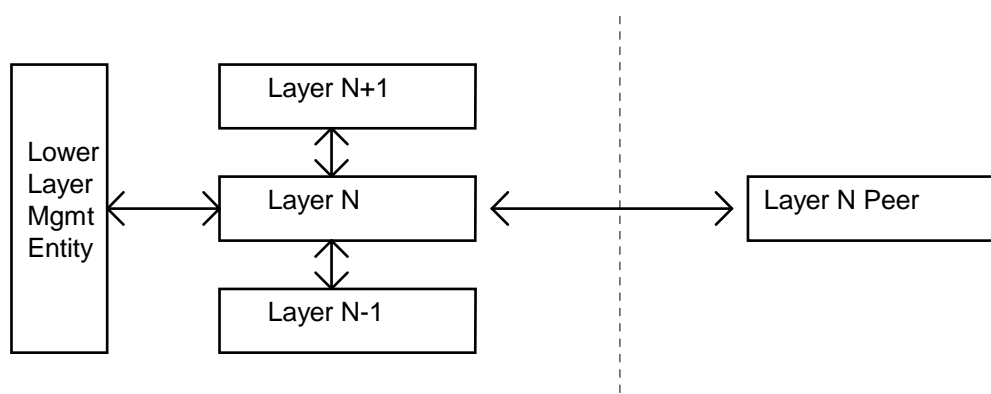 Layer N+1
Lower
Layer
Mgmt
Entity
Layer N
Layer N Peer
Layer N-1